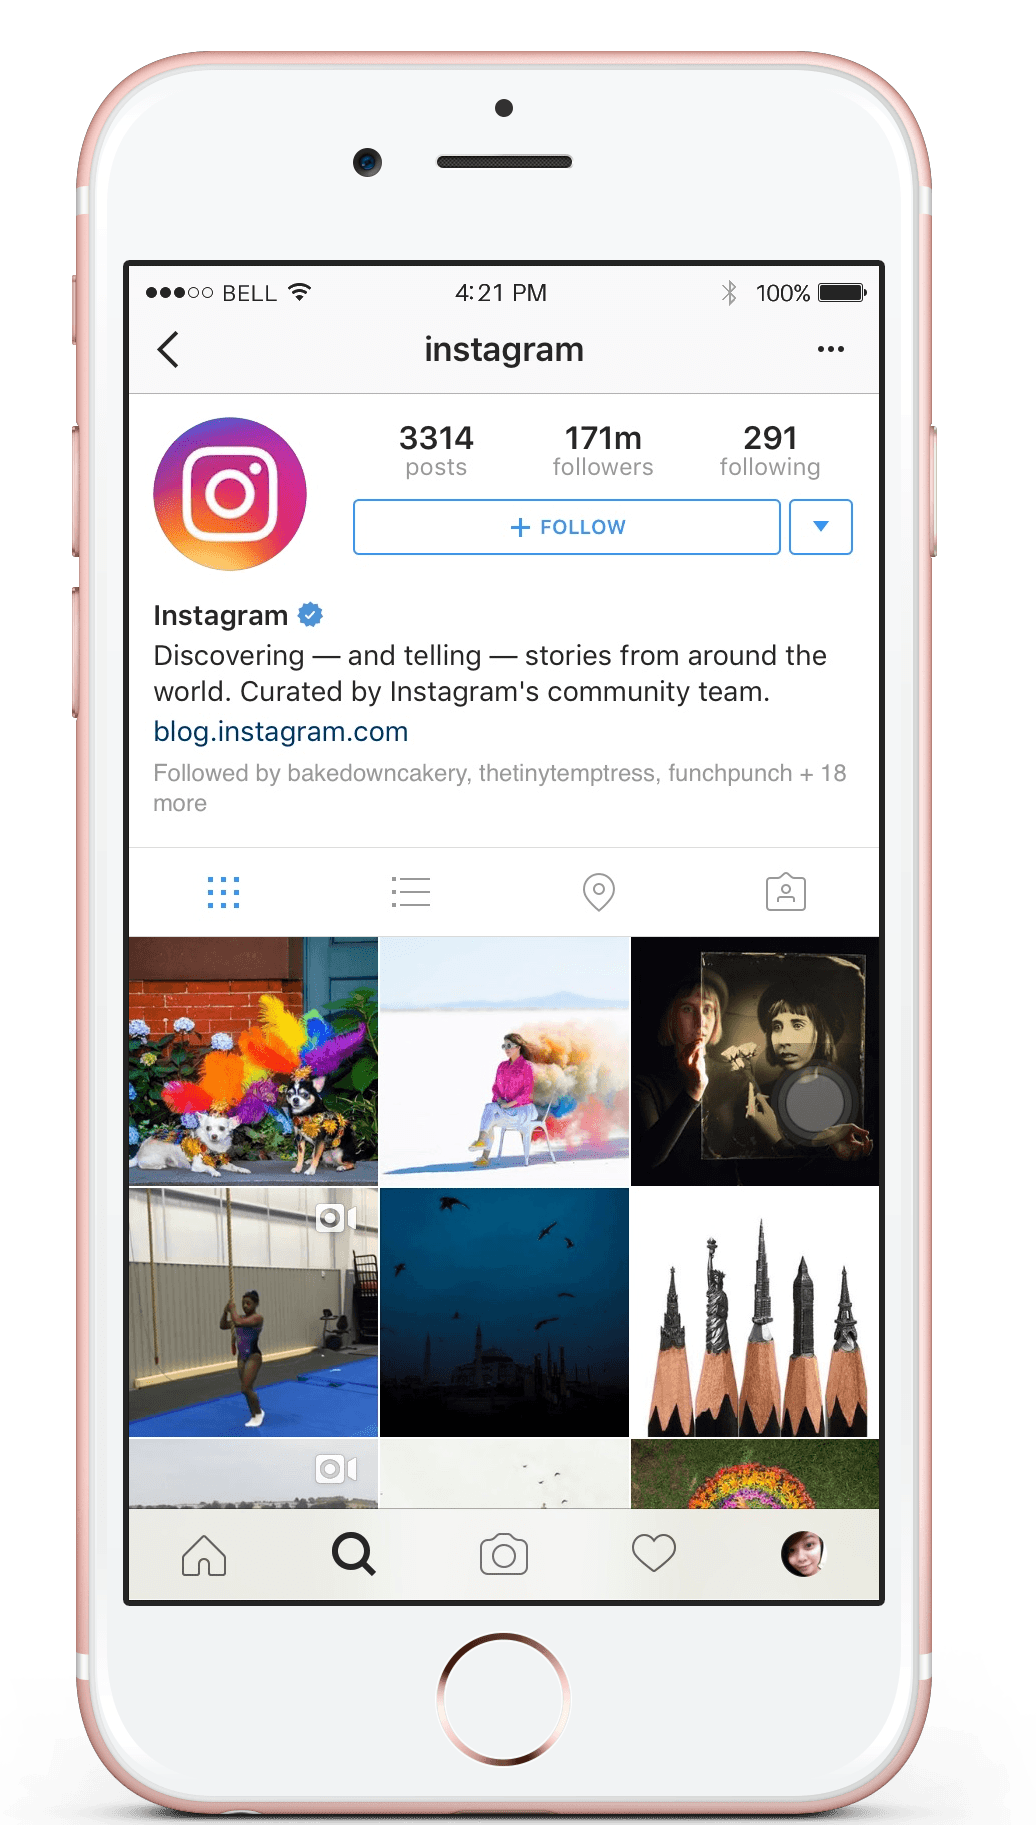 BELL 4:21 PM 100%
instagram
3314 171m 291
posts followers following
+ FOLLOW
Instagram
Discovering — and telling — stories from around the
world. Curated by Instagram's community team.
blog.instagram.com
Followed by bakedowncakery, thetinytemptress, funchpunch + 18
more